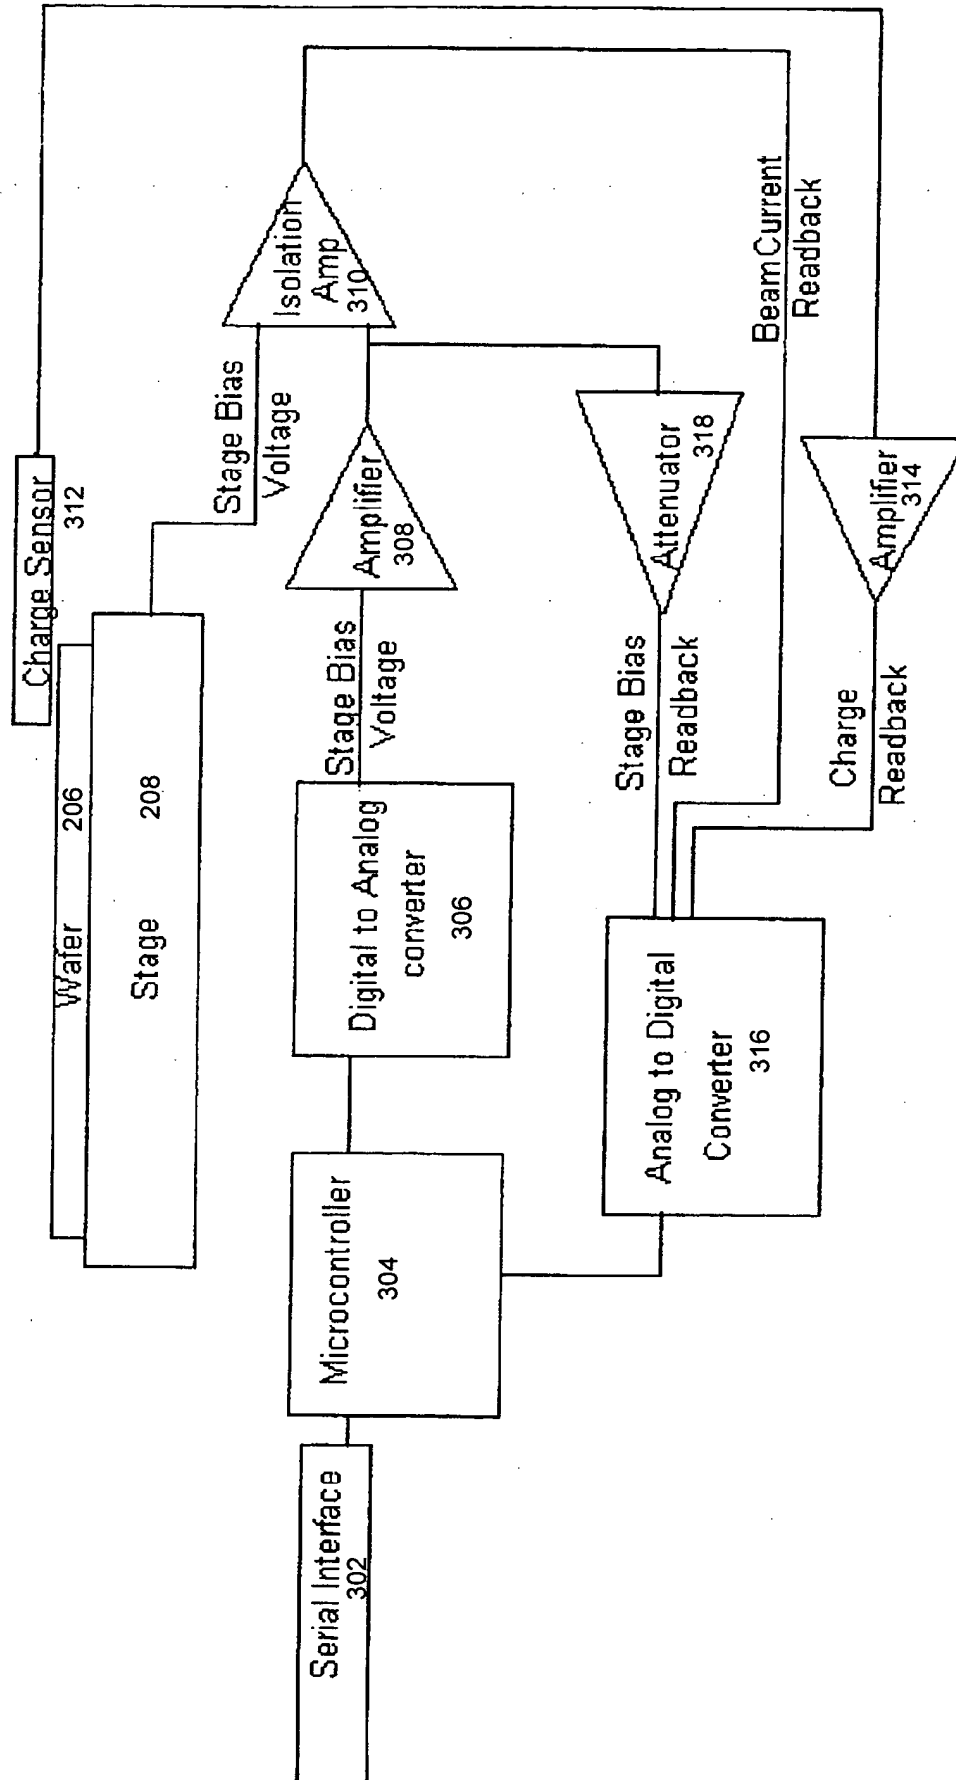 Charge Sensor
312
Wafer 206
Stage 208
Stage Bias
Voltage
Isolation
Amp
310
Serial Interface
302
Microcontroller
304
Digital to Analog
converter
306
Stage Bias
Voltage
Amplifier
308
Analog to Digital
Converter
316
Stage Bias
Readback
Attenuator
318
BeamCurrent
Readback
Charge
Readback
Amplifier
314